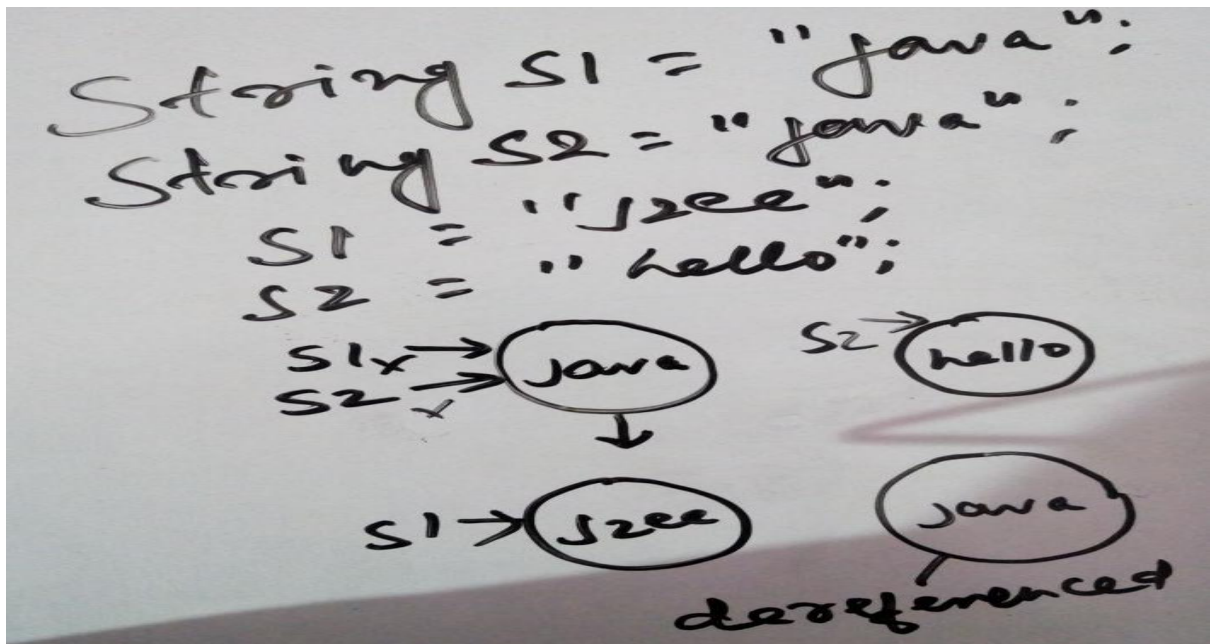 String S1 = "java";
String S2 = "java";
S1 = "J2ee";
S2 = "hello";
S1x → java
S2 → x
S2 → hello
S1 → J2ee
java
dereferenced